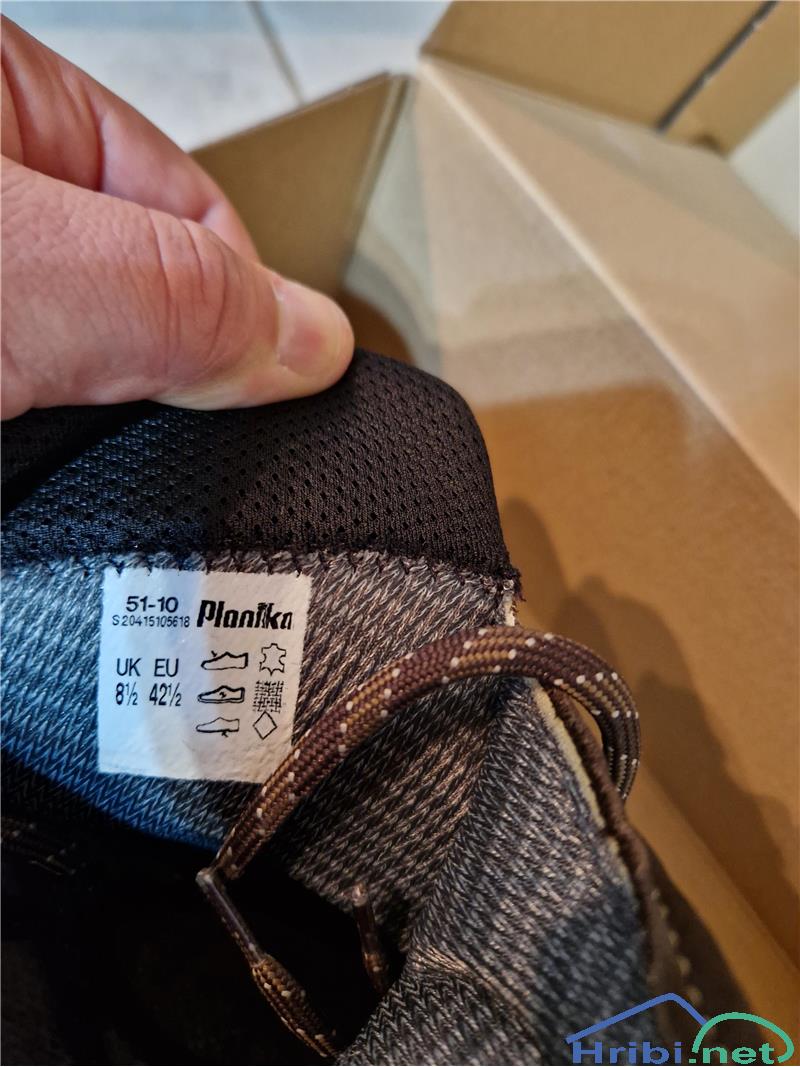 51-10
S20415105618
Planika
UK EU
8½ 42½
Hribi.net